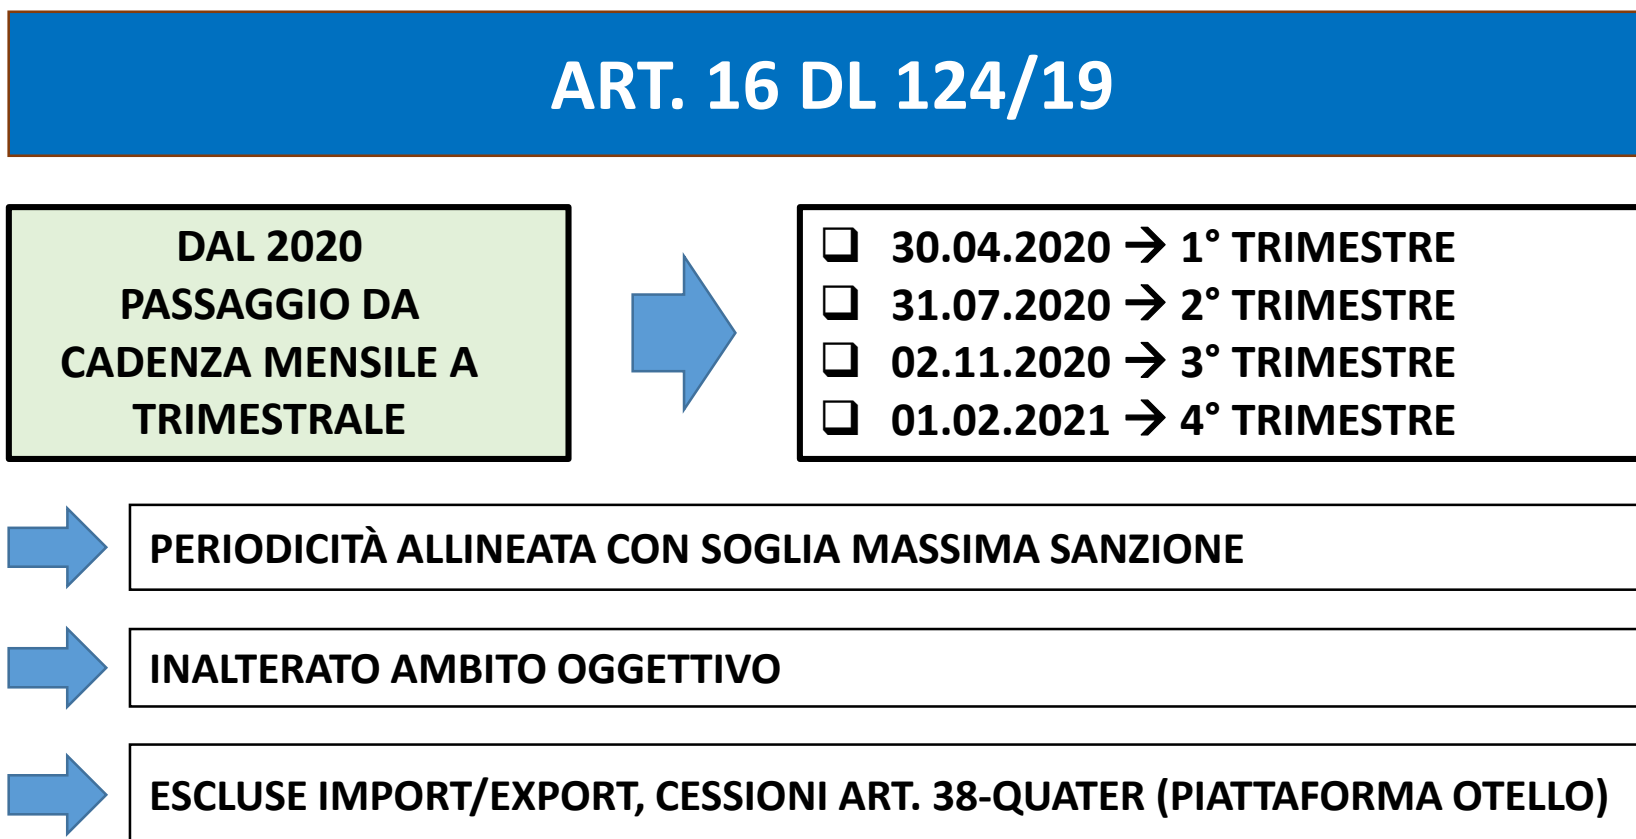 ART. 16 DL 124/19
DAL 2020
PASSAGGIO DA
CADENZA MENSILE A
TRIMESTRALE
❑ 30.04.2020 → 1° TRIMESTRE
❑ 31.07.2020 → 2° TRIMESTRE
❑ 02.11.2020 → 3° TRIMESTRE
❑ 01.02.2021 → 4° TRIMESTRE
PERIODICITÀ ALLINEATA CON SOGLIA MASSIMA SANZIONE
INALTERATO AMBITO OGGETTIVO
ESCLUSE IMPORT/EXPORT, CESSIONI ART. 38-QUATER (PIATTAFORMA OTELLO)